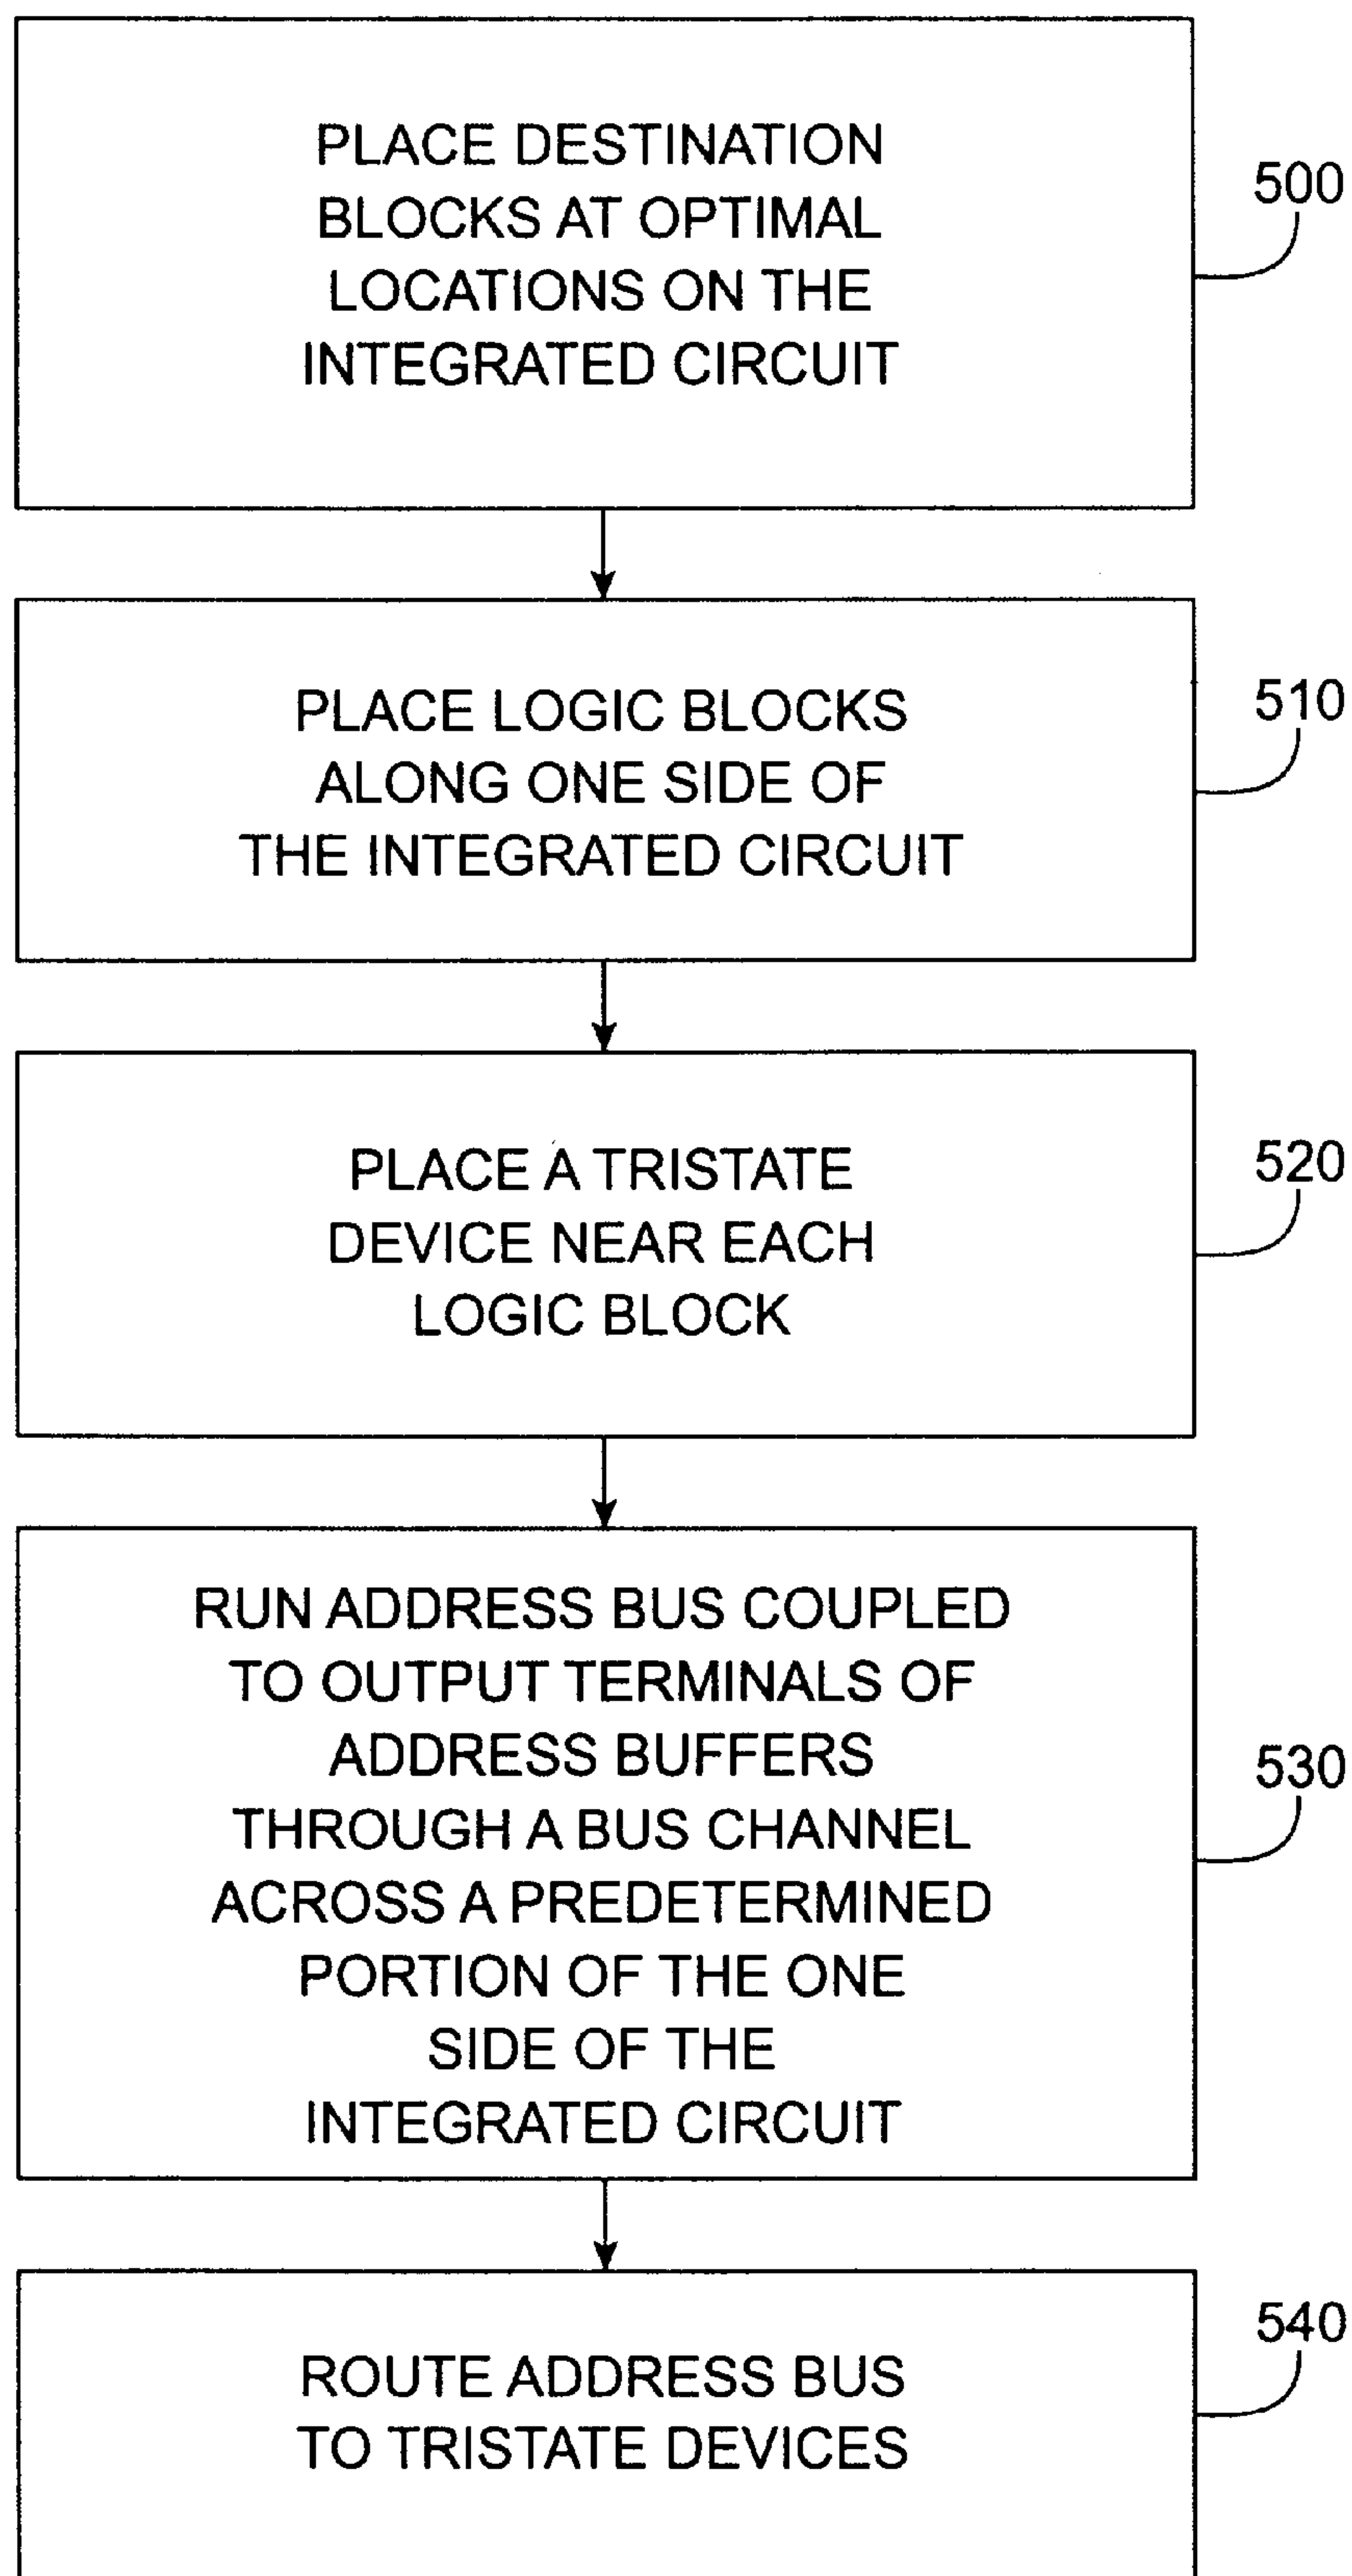 PLACE DESTINATION
BLOCKS AT OPTIMAL
LOCATIONS ON THE
INTEGRATED CIRCUIT
500
PLACE LOGIC BLOCKS
ALONG ONE SIDE OF
THE INTEGRATED CIRCUIT
510
PLACE A TRISTATE
DEVICE NEAR EACH
LOGIC BLOCK
520
RUN ADDRESS BUS COUPLED
TO OUTPUT TERMINALS OF
ADDRESS BUFFERS
THROUGH A BUS CHANNEL
ACROSS A PREDETERMINED
PORTION OF THE ONE
SIDE OF THE
INTEGRATED CIRCUIT
530
ROUTE ADDRESS BUS
TO TRISTATE DEVICES
540